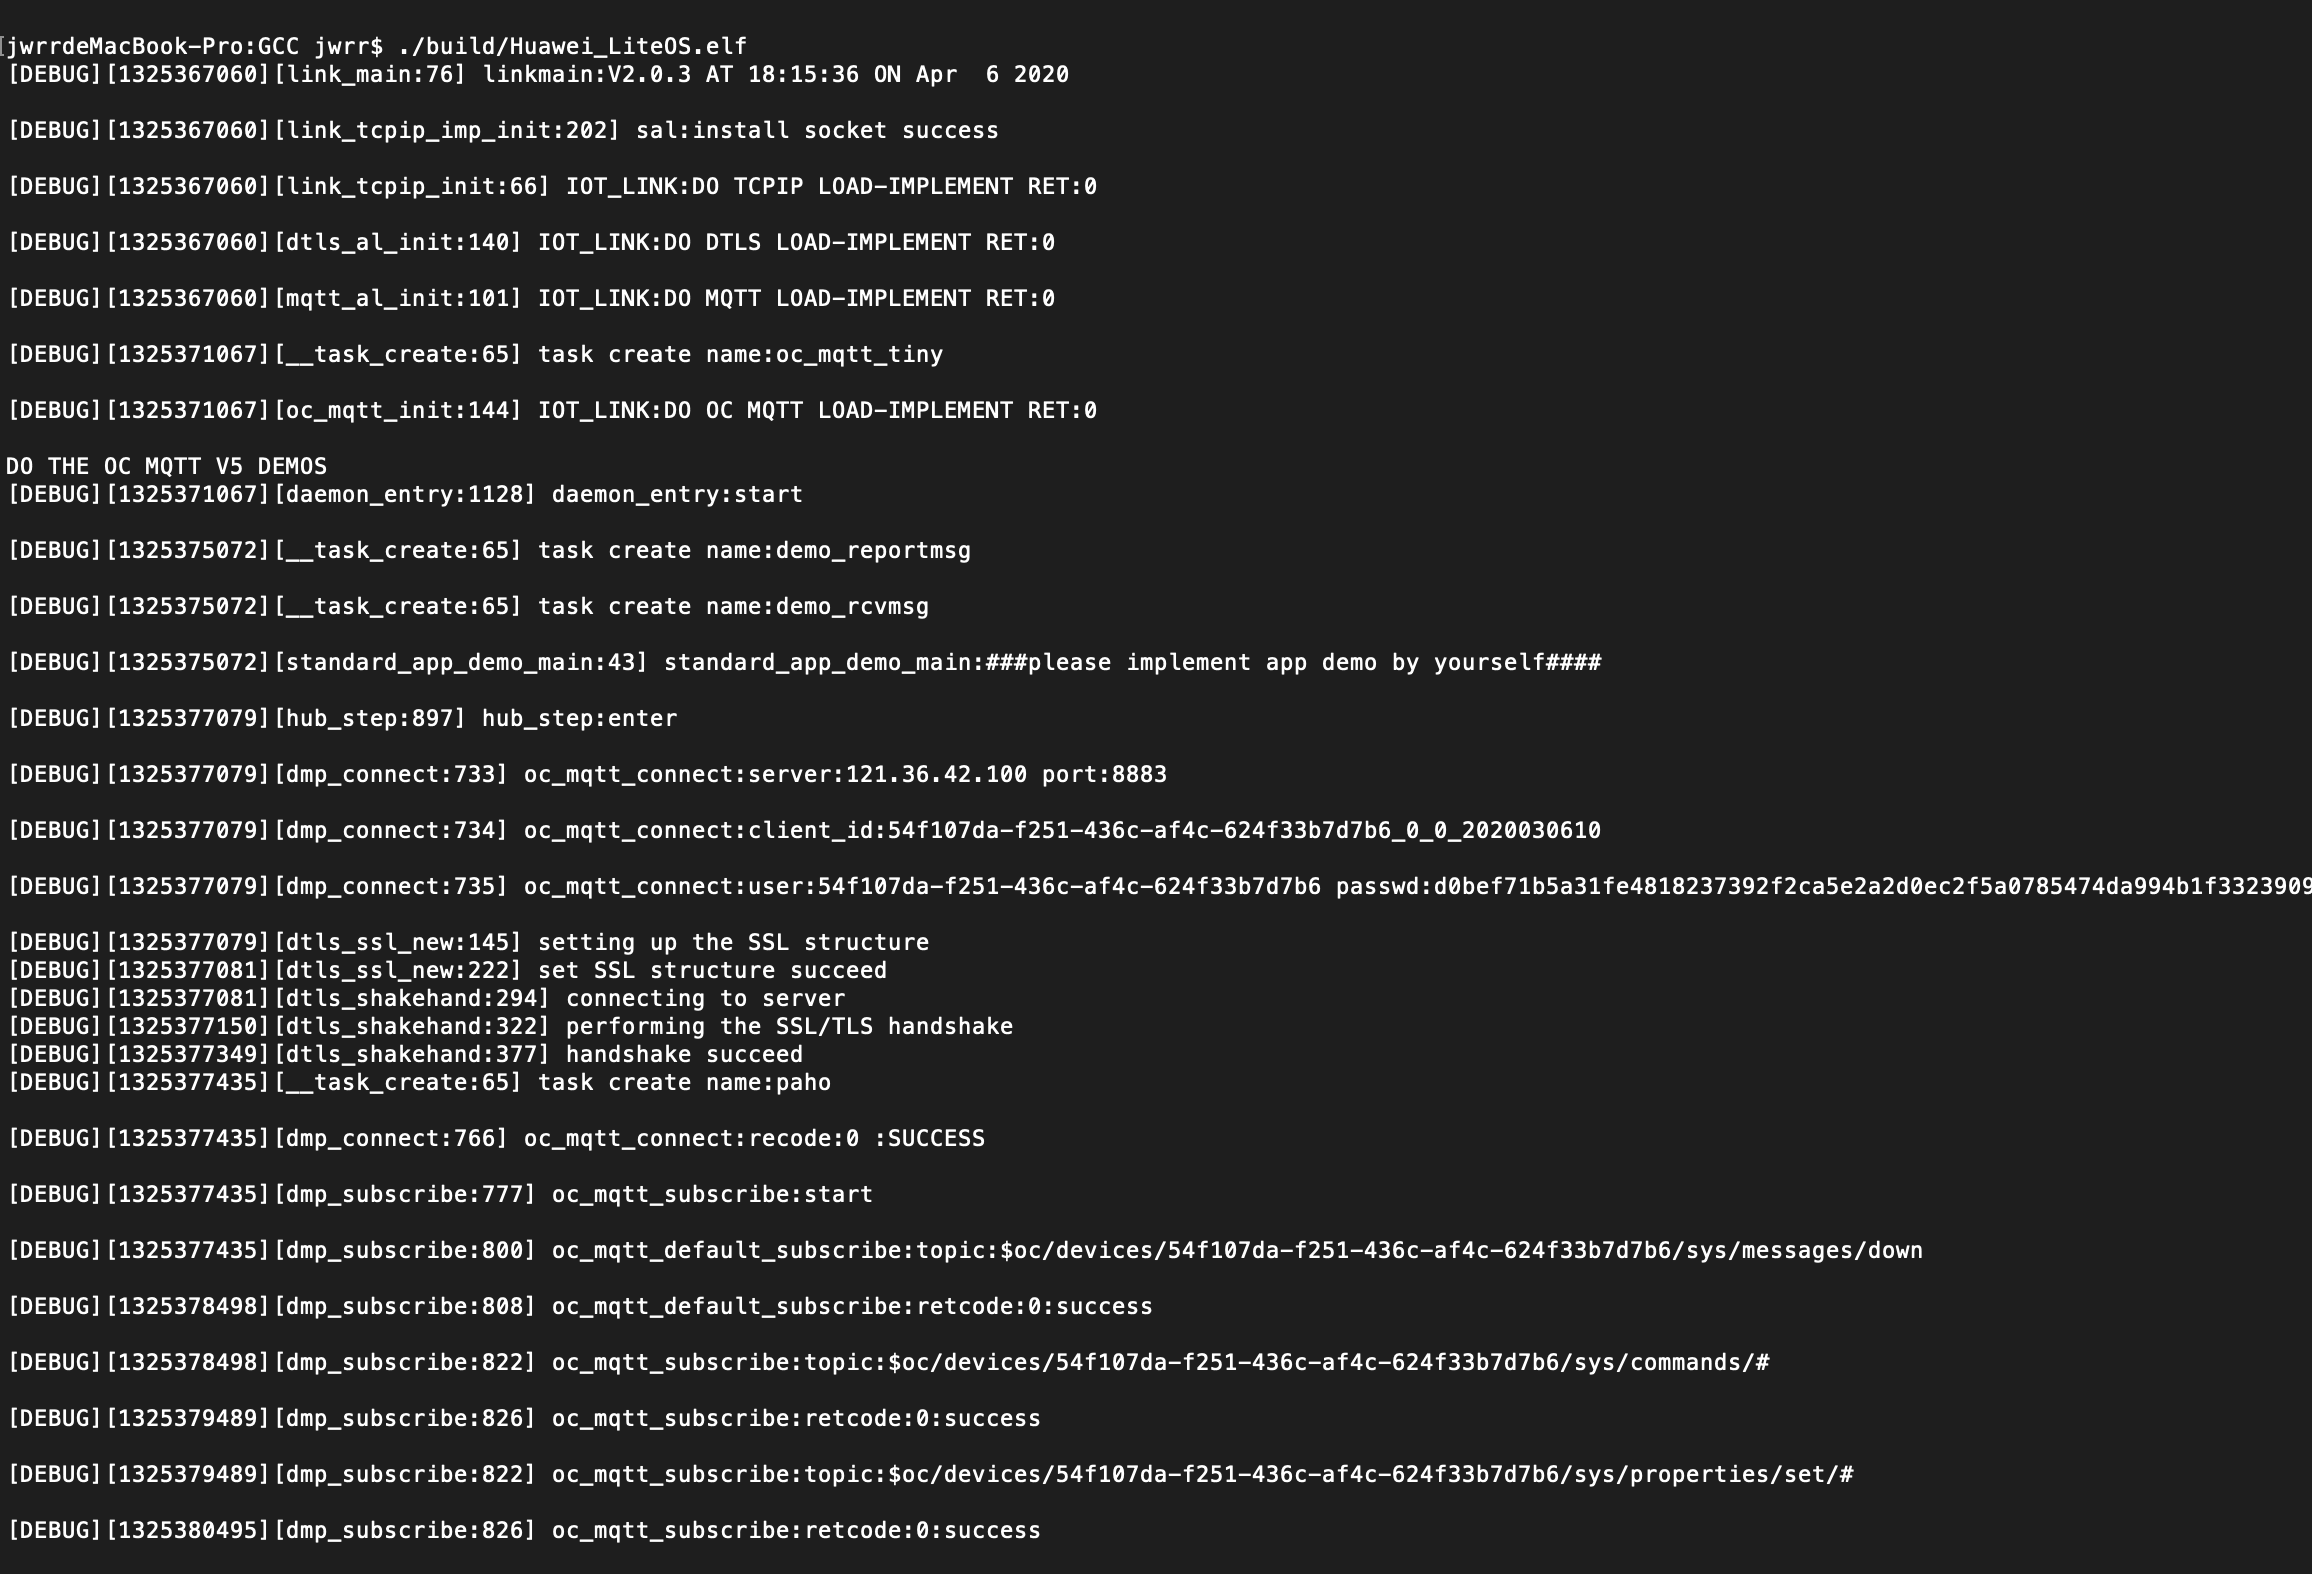 jwrrdeMacBook-Pro:GCC jwrr$ ./build/Huawei_LiteOS.elf
[DEBUG][1325367060][link_main:76] linkmain:V2.0.3 AT 18:15:36 ON Apr  6 2020
[DEBUG][1325367060][link_tcpip_imp_init:202] sal:install socket success
[DEBUG][1325367060][link_tcpip_init:66] IOT_LINK:DO TCPIP LOAD-IMPLEMENT RET:0
[DEBUG][1325367060][dtls_al_init:140] IOT_LINK:DO DTLS LOAD-IMPLEMENT RET:0
[DEBUG][1325367060][mqtt_al_init:101] IOT_LINK:DO MQTT LOAD-IMPLEMENT RET:0
[DEBUG][1325371067][__task_create:65] task create name:oc_mqtt_tiny
[DEBUG][1325371067][oc_mqtt_init:144] IOT_LINK:DO OC MQTT LOAD-IMPLEMENT RET:0
DO THE OC MQTT V5 DEMOS
[DEBUG][1325371067][daemon_entry:1128] daemon_entry:start
[DEBUG][1325375072][__task_create:65] task create name:demo_reportmsg
[DEBUG][1325375072][__task_create:65] task create name:demo_rcvmsg
[DEBUG][1325375072][standard_app_demo_main:43] standard_app_demo_main:###please implement app demo by yourself####
[DEBUG][1325377079][hub_step:897] hub_step:enter
[DEBUG][1325377079][dmp_connect:733] oc_mqtt_connect:server:121.36.42.100 port:8883
[DEBUG][1325377079][dmp_connect:734] oc_mqtt_connect:client_id:54f107da-f251-436c-af4c-624f33b7d7b6_0_0_2020030610
[DEBUG][1325377079][dmp_connect:735] oc_mqtt_connect:user:54f107da-f251-436c-af4c-624f33b7d7b6 passwd:d0bef71b5a31fe4818237392f2ca5e2a2d0ec2f5a0785474da994b1f3323909
[DEBUG][1325377079][dtls_ssl_new:145] setting up the SSL structure
[DEBUG][1325377081][dtls_ssl_new:222] set SSL structure succeed
[DEBUG][1325377081][dtls_shakehand:294] connecting to server
[DEBUG][1325377150][dtls_shakehand:322] performing the SSL/TLS handshake
[DEBUG][1325377349][dtls_shakehand:377] handshake succeed
[DEBUG][1325377435][__task_create:65] task create name:paho
[DEBUG][1325377435][dmp_connect:766] oc_mqtt_connect:recode:0 :SUCCESS
[DEBUG][1325377435][dmp_subscribe:777] oc_mqtt_subscribe:start
[DEBUG][1325377435][dmp_subscribe:800] oc_mqtt_default_subscribe:topic:$oc/devices/54f107da-f251-436c-af4c-624f33b7d7b6/sys/messages/down
[DEBUG][1325378498][dmp_subscribe:808] oc_mqtt_default_subscribe:retcode:0:success
[DEBUG][1325378498][dmp_subscribe:822] oc_mqtt_subscribe:topic:$oc/devices/54f107da-f251-436c-af4c-624f33b7d7b6/sys/commands/#
[DEBUG][1325379489][dmp_subscribe:826] oc_mqtt_subscribe:retcode:0:success
[DEBUG][1325379489][dmp_subscribe:822] oc_mqtt_subscribe:topic:$oc/devices/54f107da-f251-436c-af4c-624f33b7d7b6/sys/properties/set/#
[DEBUG][1325380495][dmp_subscribe:826] oc_mqtt_subscribe:retcode:0:success